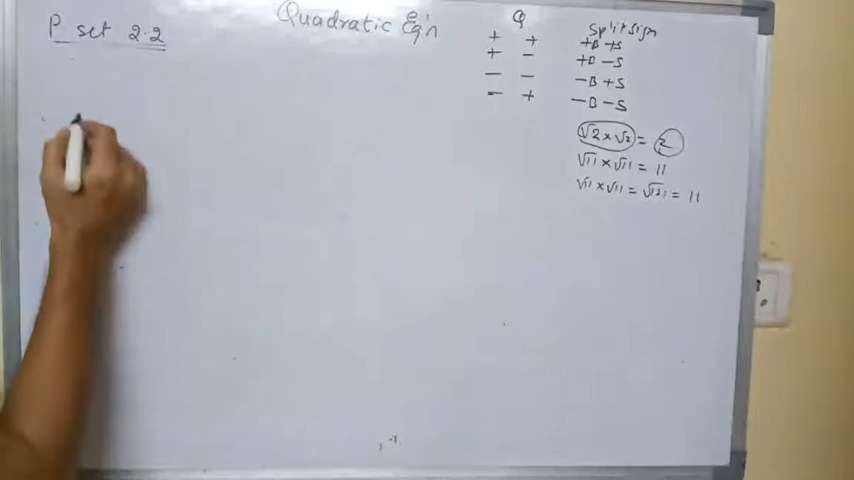 P set 2.2
Quadratic Eq'n
Q Split Sign
+ + +B +S
+ - +B -S
- - -B +S
- + -B -S
√2 × √2 = 2
√11 × √11 = 11
√11 × √11 = √121 = 11